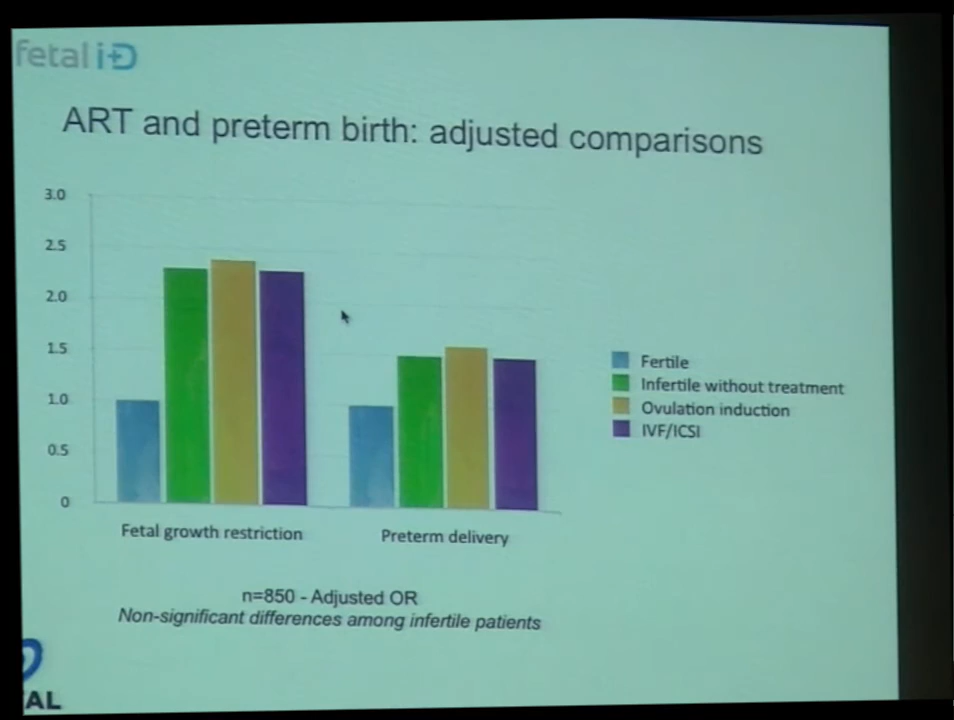 fetal iD
ART and preterm birth: adjusted comparisons
3.0
2.5
2.0
1.5
1.0
0.5
0
Fetal growth restriction
Preterm delivery
Fertile
Infertile without treatment
Ovulation induction
IVF/ICSI
n=850 - Adjusted OR
Non-significant differences among infertile patients
AL